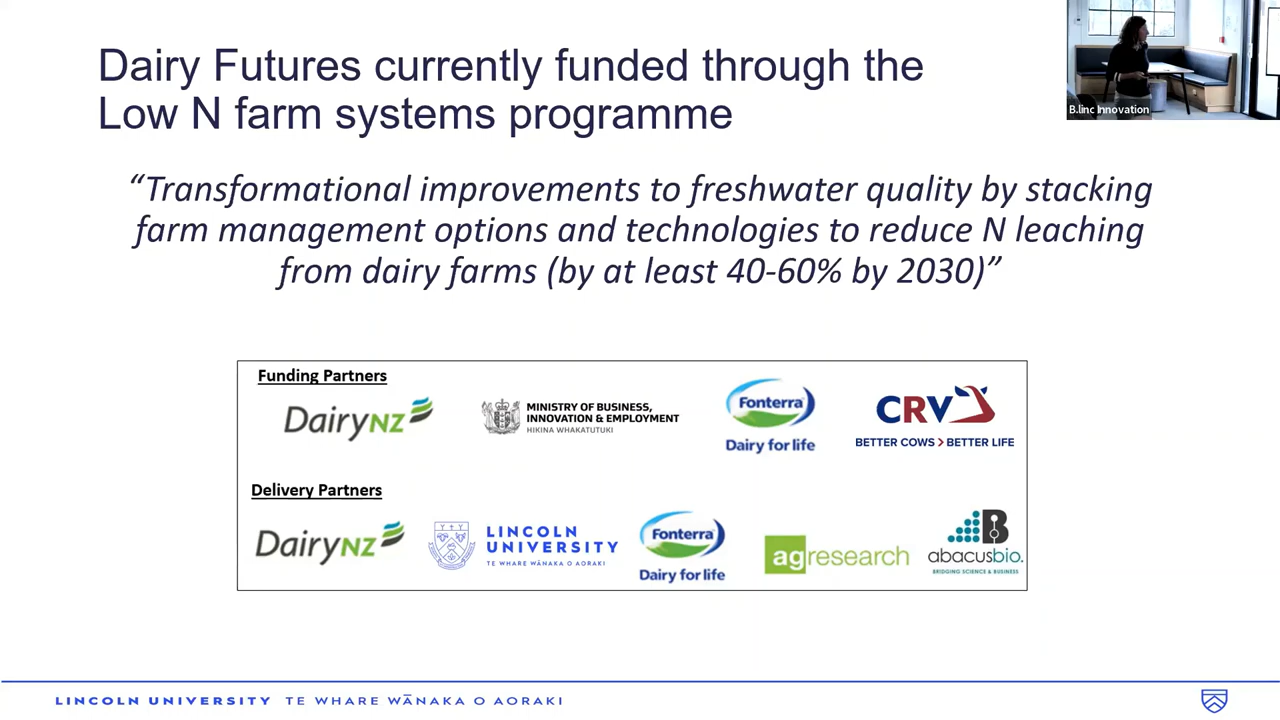 Dairy Futures currently funded through the
Low N farm systems programme
B.linc Innovation
“Transformational improvements to freshwater quality by stacking
farm management options and technologies to reduce N leaching
from dairy farms (by at least 40-60% by 2030)”
Funding Partners
DairyNZ
MINISTRY OF BUSINESS,
INNOVATION & EMPLOYMENT
HIKINA WHAKATUTUKI
Fonterra
Dairy for life
CRV
BETTER COWS > BETTER LIFE
Delivery Partners
DairyNZ
LINCOLN
UNIVERSITY
TE WHARE WĀNAKA O AORAKI
Fonterra
Dairy for life
agresearch
abacusbio.
BRIDGING SCIENCE & BUSINESS
LINCOLN UNIVERSITY TE WHARE WĀNAKA O AORAKI